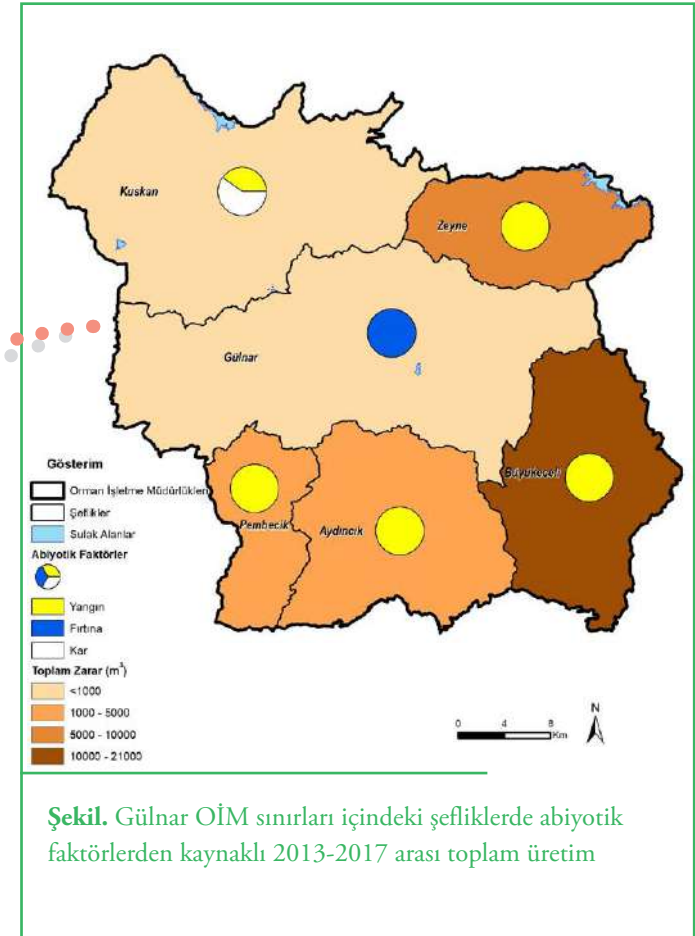 Kuskan
Zeyne
Gülnar
Büyükeceli
Pembecik
Aydıncık
Gösterim
Orman İşletme Müdürlükleri
Şeflikler
Sulak Alanlar
Abiyotik Faktörler
Yangın
Fırtına
Kar
Toplam Zarar (m³)
<1000
1000 - 5000
5000 - 10000
10000 - 21000
0 4 8
Km
N
Şekil. Gülnar OİM sınırları içindeki şefliklerde abiyotik
faktörlerden kaynaklı 2013-2017 arası toplam üretim